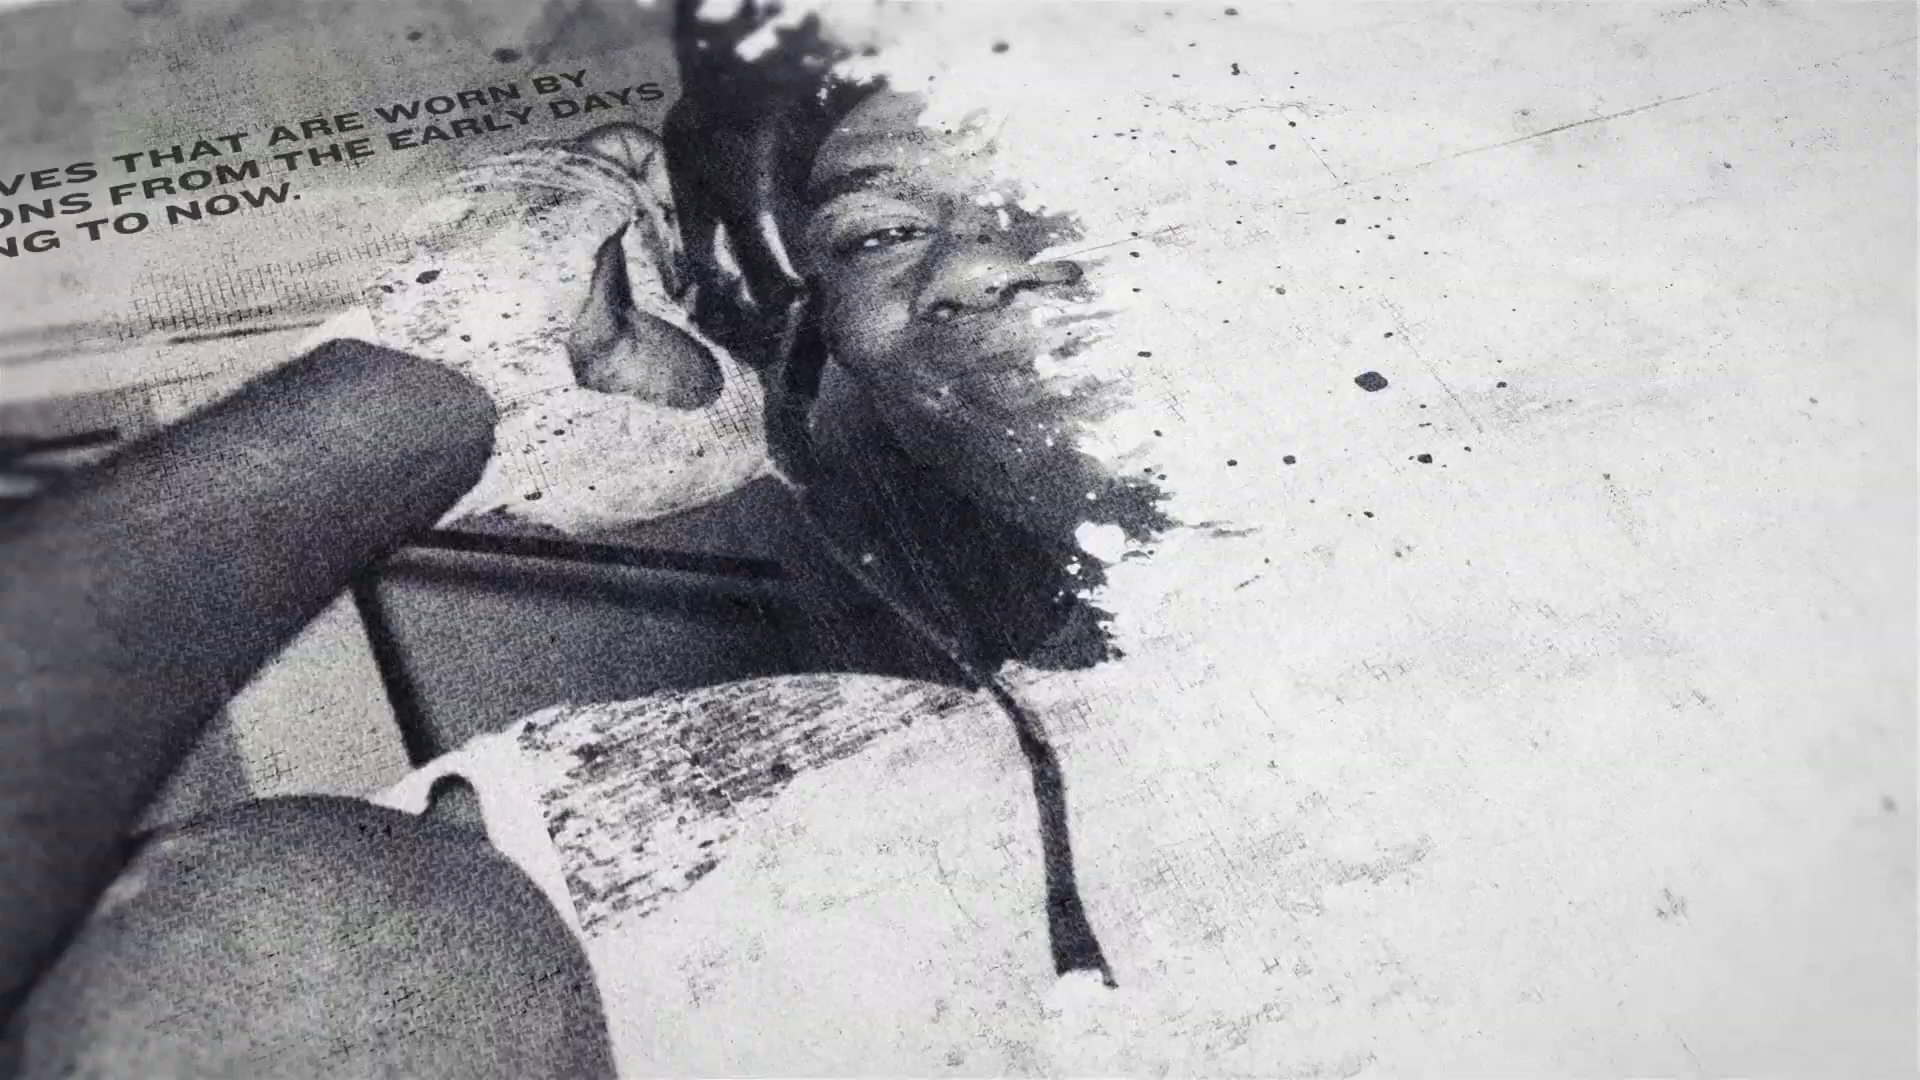 VES THAT ARE WORN BY
ONS FROM THE EARLY DAYS
NG TO NOW.